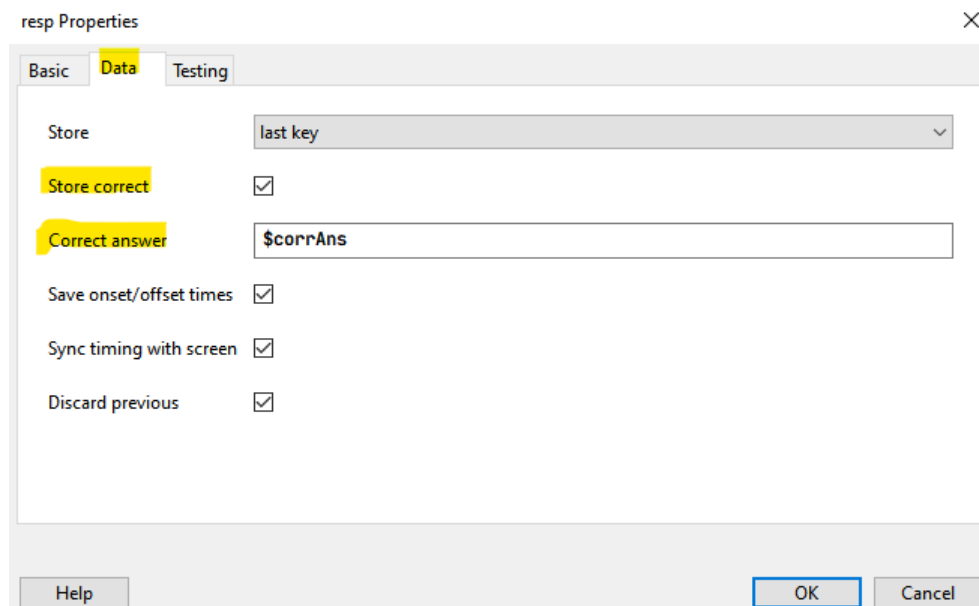 resp Properties
Basic Data Testing
Store last key
Store correct
Correct answer $corrAns
Save onset/offset times
Sync timing with screen
Discard previous
Help OK Cancel